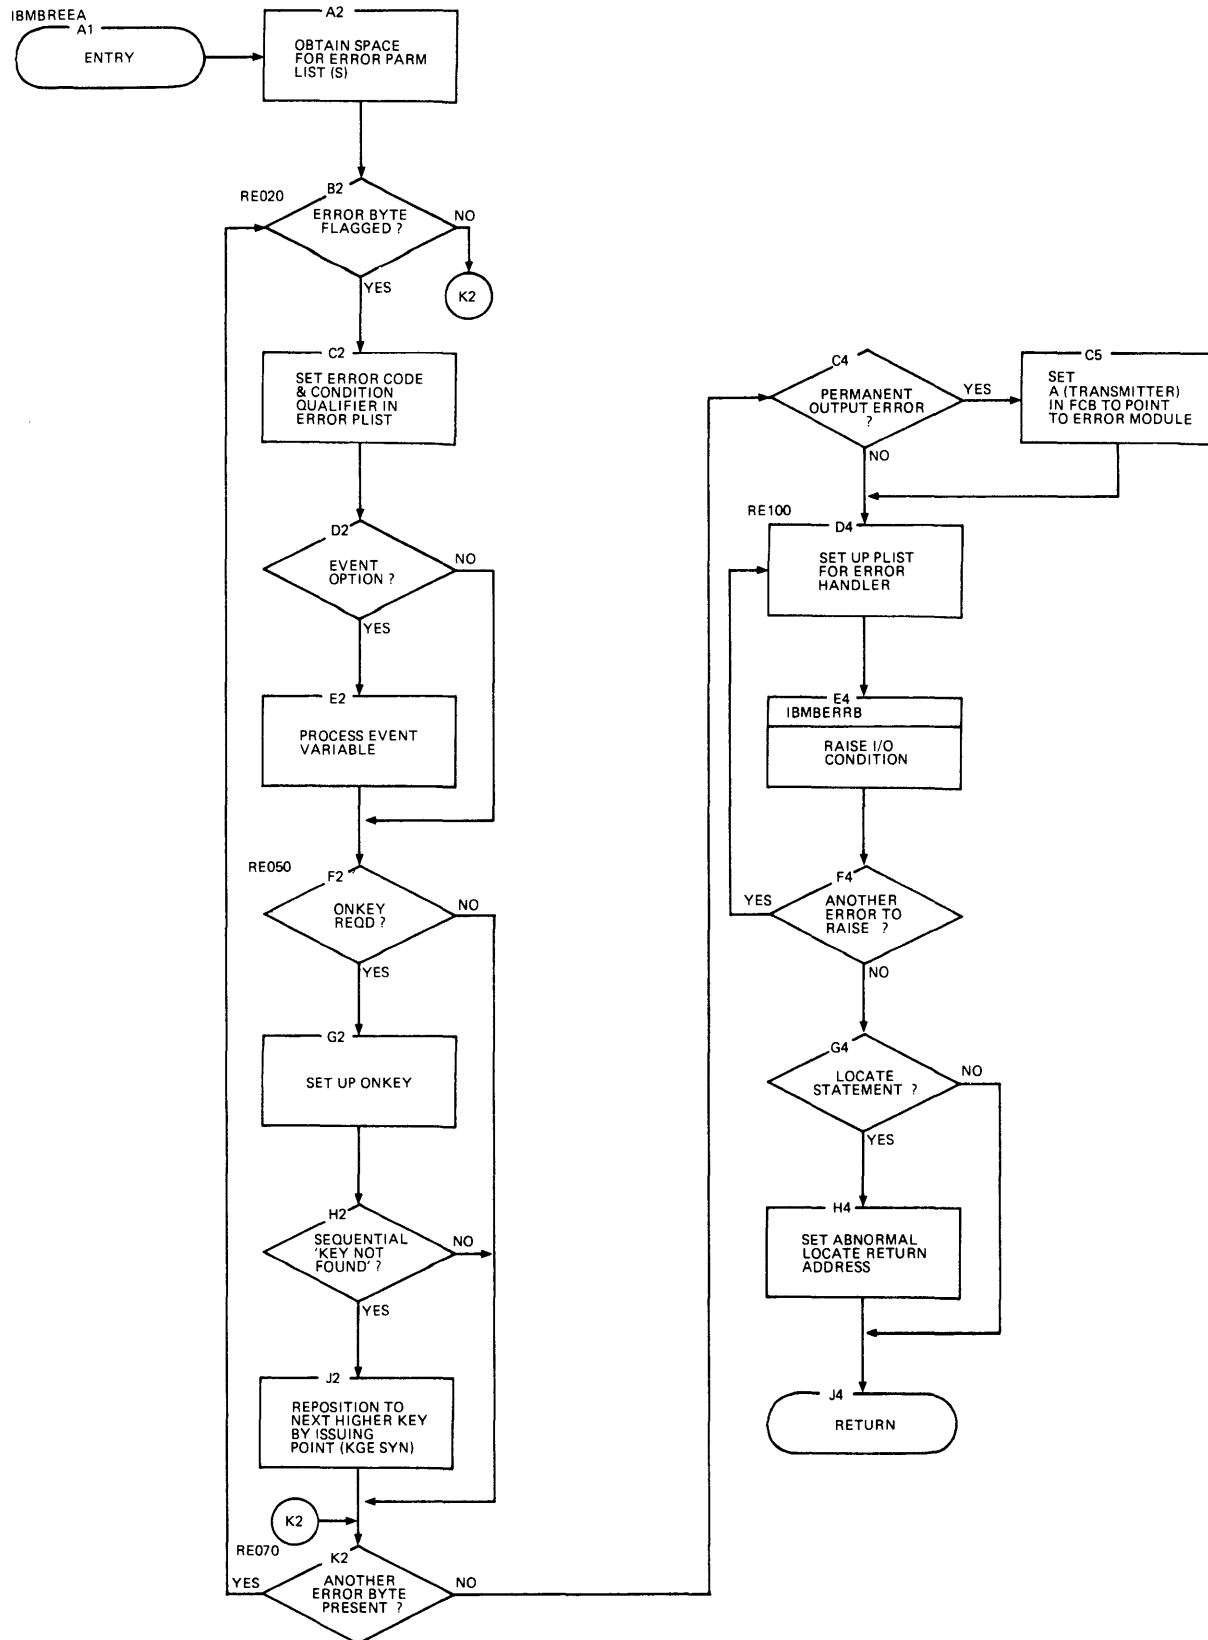 IBMBREEA
A1
ENTRY
A2
OBTAIN SPACE
FOR ERROR PARM
LIST (S)
RE020
B2
ERROR BYTE
FLAGGED ?
NO
K2
YES
C2
SET ERROR CODE
& CONDITION
QUALIFIER IN
ERROR PLIST
D2
EVENT
OPTION ?
NO
YES
E2
PROCESS EVENT
VARIABLE
RE050
F2
ONKEY
REQD ?
NO
YES
G2
SET UP ONKEY
H2
SEQUENTIAL
'KEY NOT
FOUND' ?
NO
YES
J2
REPOSITION TO
NEXT HIGHER KEY
BY ISSUING
POINT (KGE SYN)
K2
RE070
K2
ANOTHER
ERROR BYTE
PRESENT ?
YES
NO
C4
PERMANENT
OUTPUT ERROR
?
YES
NO
C5
SET
A (TRANSMITTER)
IN FCB TO POINT
TO ERROR MODULE
RE100
D4
SET UP PLIST
FOR ERROR
HANDLER
E4
IBMBERRB
RAISE I/O
CONDITION
F4
ANOTHER
ERROR TO
RAISE ?
YES
NO
G4
LOCATE
STATEMENT ?
NO
YES
H4
SET ABNORMAL
LOCATE RETURN
ADDRESS
J4
RETURN